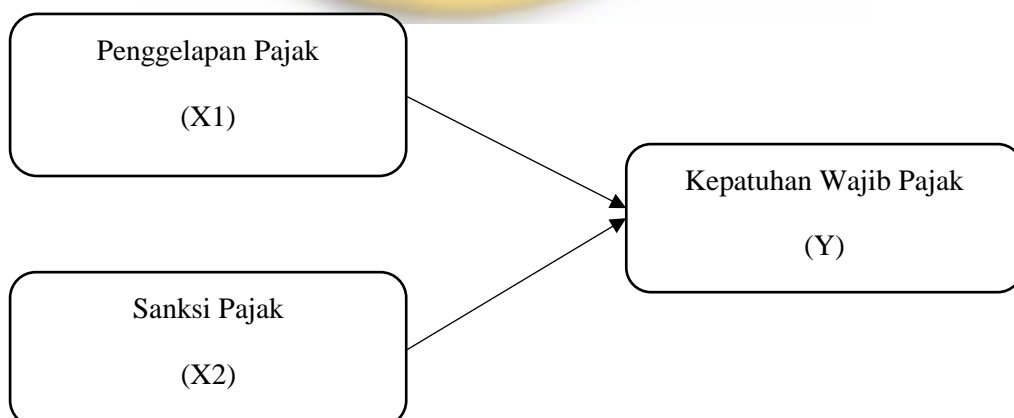 Penggelapan Pajak
(X1)
Kepatuhan Wajib Pajak
(Y)
Sanksi Pajak
(X2)